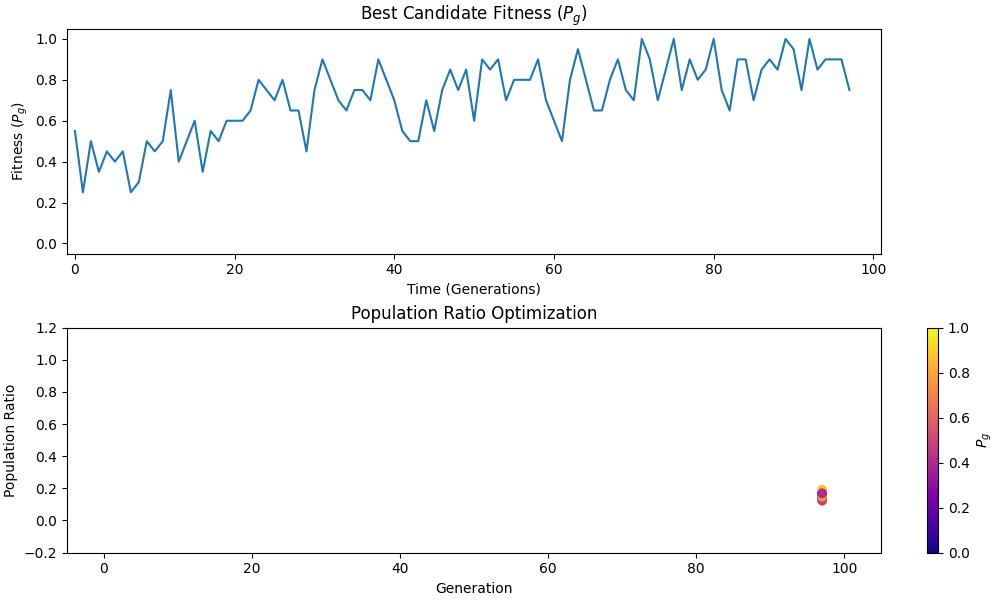 Best Candidate Fitness (P_g)
1.0
0.8
0.6
0.4
0.2
0.0
Fitness (P_g)
0 20 40 60 80 100
Time (Generations)
Population Ratio Optimization
1.2
1.0
0.8
0.6
0.4
0.2
0.0
−0.2
Population Ratio
0 20 40 60 80 100
Generation
1.0
0.8
0.6
0.4
0.2
0.0
P_g